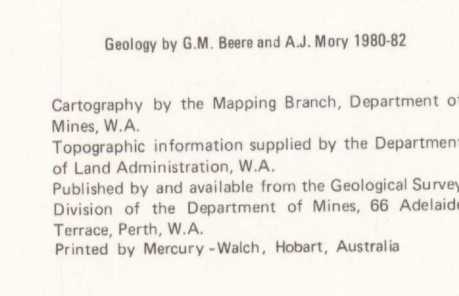 Geology by G.M. Beere and A.J. Mory 1980-82
Cartography by the Mapping Branch, Department of
Mines, W.A.
Topographic information supplied by the Department
of Land Administration, W.A.
Published by and available from the Geological Survey
Division of the Department of Mines, 66 Adelaide
Terrace, Perth, W.A.
Printed by Mercury-Walch, Hobart, Australia